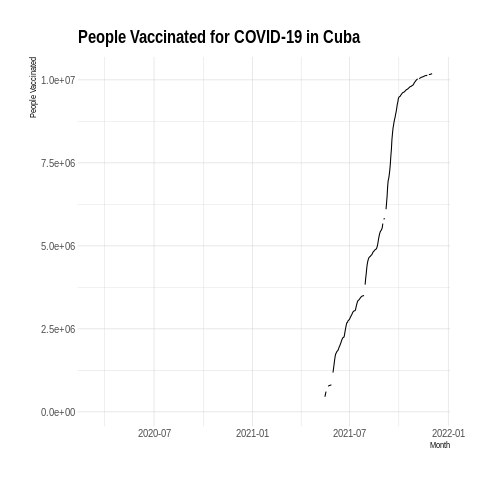 People Vaccinated for COVID-19 in Cuba
People Vaccinated
1.0e+07
7.5e+06
5.0e+06
2.5e+06
0.0e+00
2020-07 2021-01 2021-07 2022-01
Month